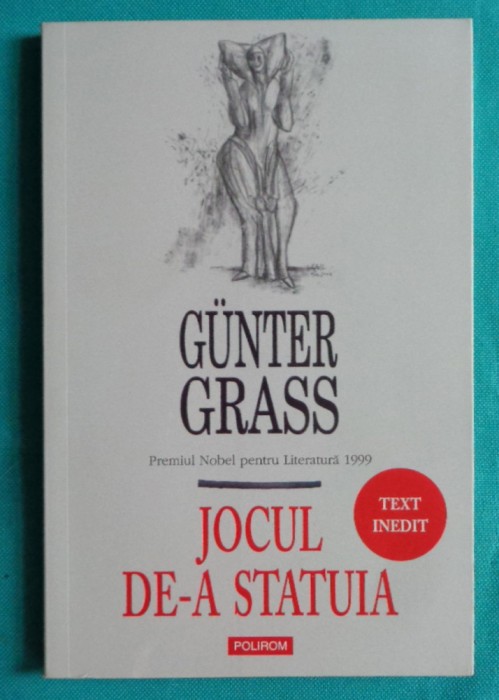 GÜNTER
GRASS
Premiul Nobel pentru Literatură 1999
TEXT
INEDIT
JOCUL
DE-A STATUIA
POLIROM